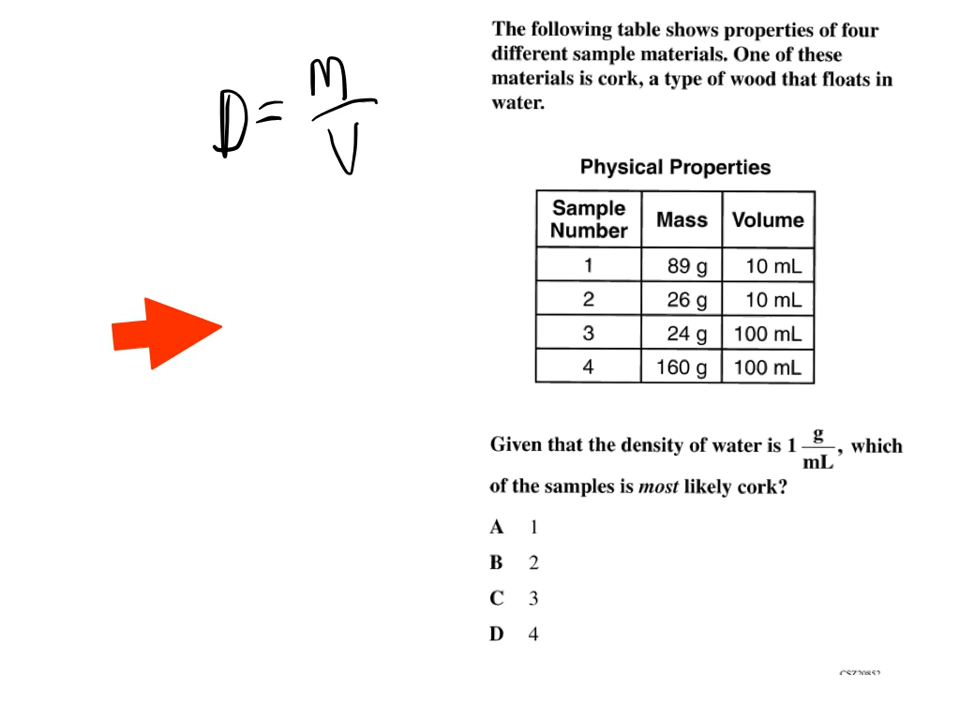 D = M/V
The following table shows properties of four
different sample materials. One of these
materials is cork, a type of wood that floats in
water.
Physical Properties
Sample Number Mass Volume
1 89 g 10 mL
2 26 g 10 mL
3 24 g 100 mL
4 160 g 100 mL
Given that the density of water is 1 g/mL, which
of the samples is most likely cork?
A 1
B 2
C 3
D 4